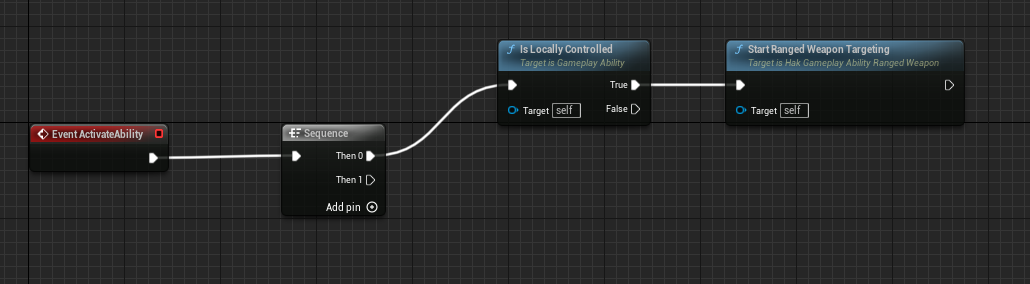 Event ActivateAbility
Sequence
Then 0
Then 1
Add pin
Is Locally Controlled
Target is Gameplay Ability
True
Target self
False
Start Ranged Weapon Targeting
Target is Hak Gameplay Ability Ranged Weapon
Target self